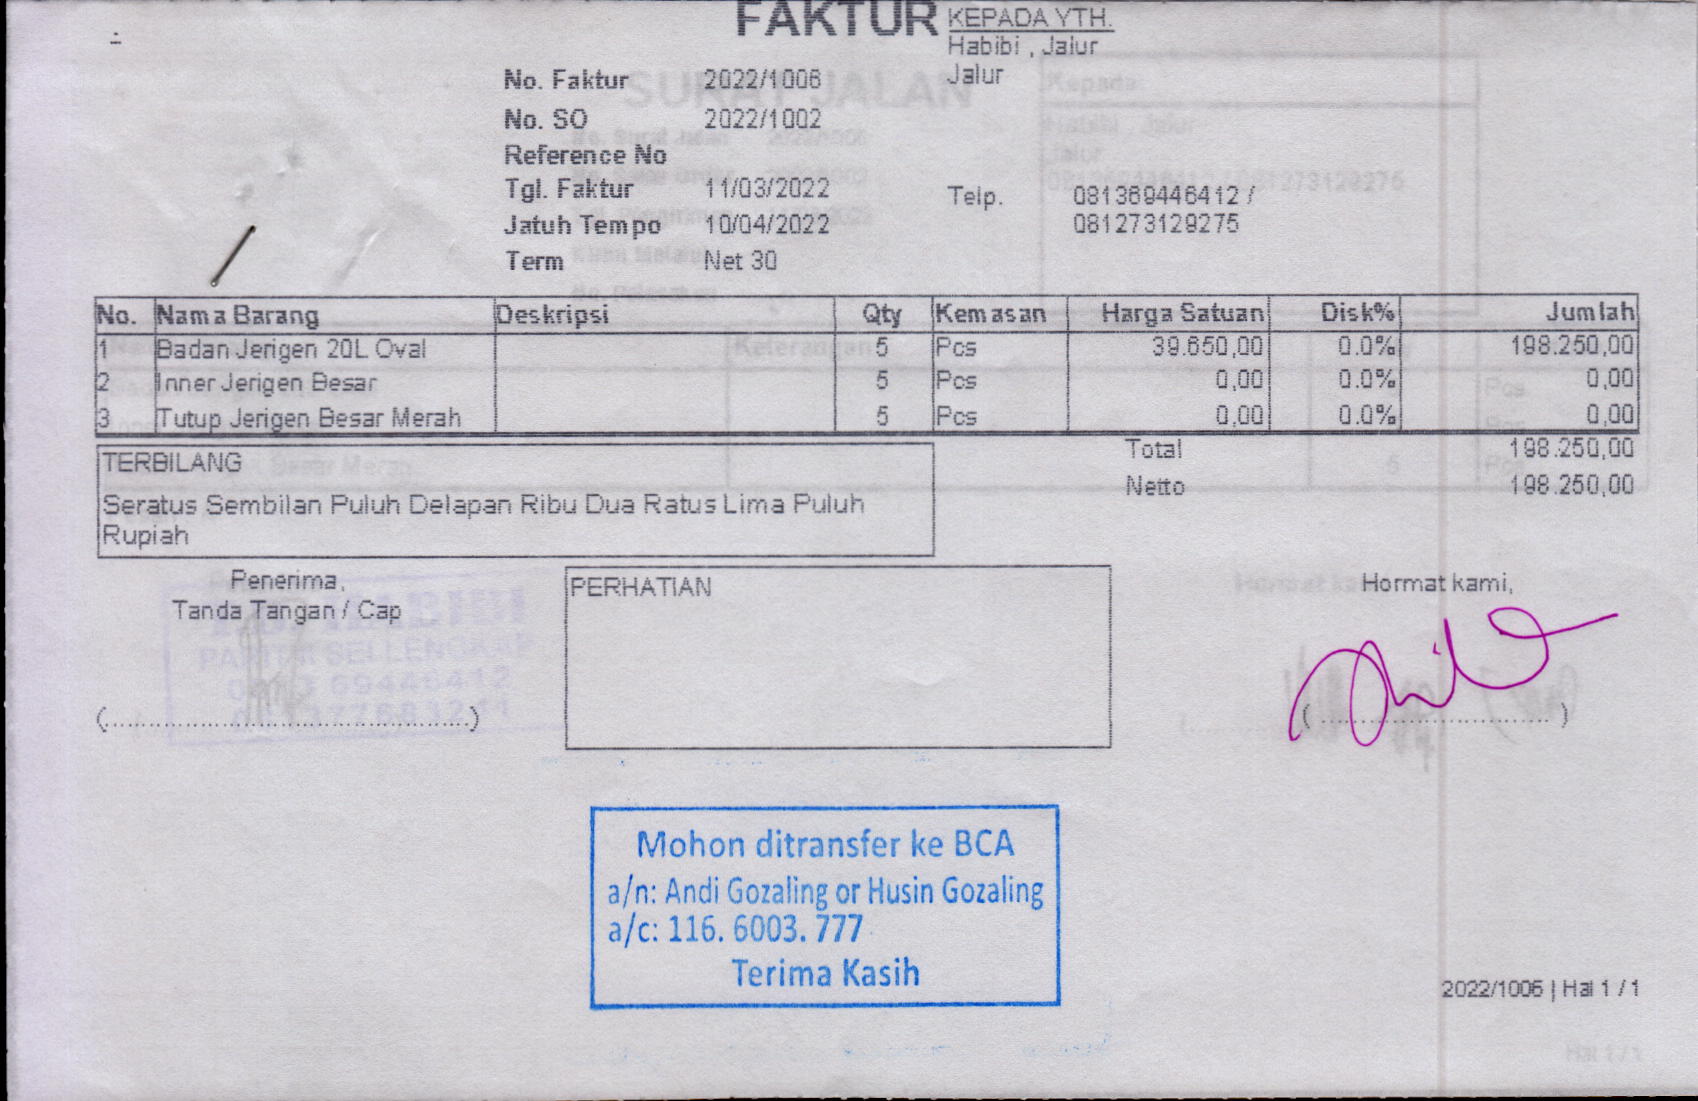 FAKTUR
KEPADA YTH.
Habibi , Jalur
Jalur
No. Faktur 2022/1006
No. SO 2022/1002
Reference No
Tgl. Faktur 11/03/2022
Jatuh Tempo 10/04/2022
Term Net 30
Telp. 081369446412 /
081273129275
No. Nama Barang Deskripsi Qty Kemasan Harga Satuan Disk% Jumlah
1 Badan Jerigen 20L Oval 5 Pcs 39.650,00 0.0% 198.250,00
2 Inner Jerigen Besar 5 Pcs 0,00 0.0% 0,00
3 Tutup Jerigen Besar Merah 5 Pcs 0,00 0.0% 0,00
Total 198.250,00
Netto 198.250,00
TERBILANG
Seratus Sembilan Puluh Delapan Ribu Dua Ratus Lima Puluh
Rupiah
Penerima,
Tanda Tangan / Cap
(........................................)
PERHATIAN
Hormat kami,
(........................)
Mohon ditransfer ke BCA
a/n: Andi Gozaling or Husin Gozaling
a/c: 116. 6003. 777
Terima Kasih
2022/1006 | Hal 1 / 1
SURAT JALAN
Kepada